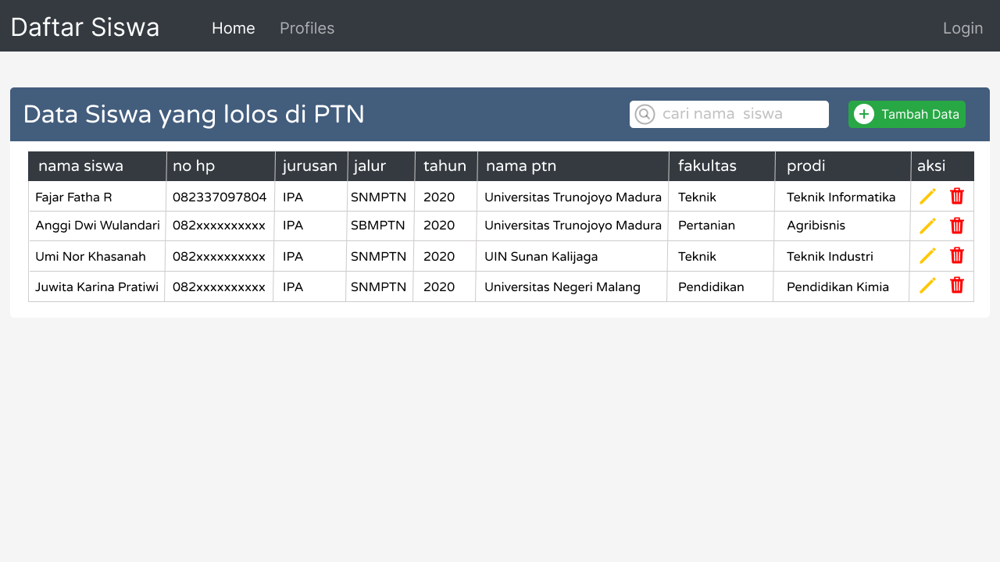 Daftar Siswa Home Profiles Login
Data Siswa yang lolos di PTN cari nama siswa Tambah Data
nama siswa no hp jurusan jalur tahun nama ptn fakultas prodi aksi
Fajar Fatha R 082337097804 IPA SNMPTN 2020 Universitas Trunojoyo Madura Teknik Teknik Informatika
Anggi Dwi Wulandari 082xxxxxxxxxx IPA SBMPTN 2020 Universitas Trunojoyo Madura Pertanian Agribisnis
Umi Nor Khasanah 082xxxxxxxxxx IPA SNMPTN 2020 UIN Sunan Kalijaga Teknik Teknik Industri
Juwita Karina Pratiwi 082xxxxxxxxxx IPA SNMPTN 2020 Universitas Negeri Malang Pendidikan Pendidikan Kimia